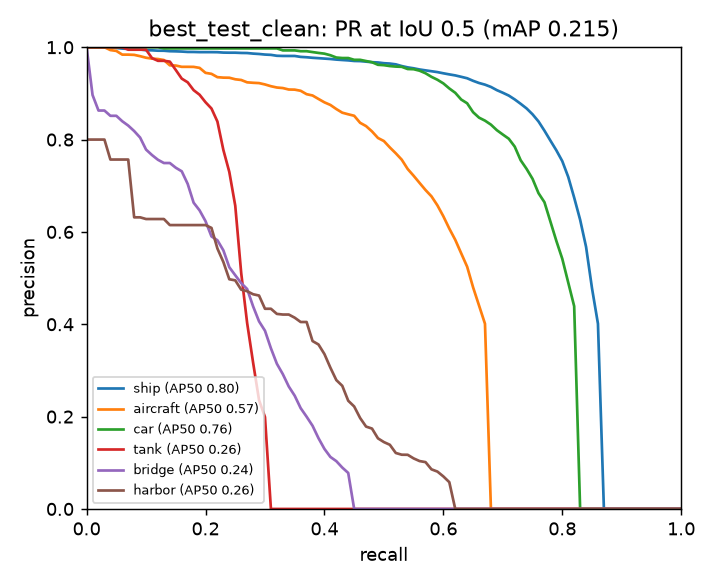 best_test_clean: PR at IoU 0.5 (mAP 0.215)
1.0
0.8
0.6
0.4
0.2
0.0
precision
ship (AP50 0.80)
aircraft (AP50 0.57)
car (AP50 0.76)
tank (AP50 0.26)
bridge (AP50 0.24)
harbor (AP50 0.26)
0.0 0.2 0.4 0.6 0.8 1.0
recall